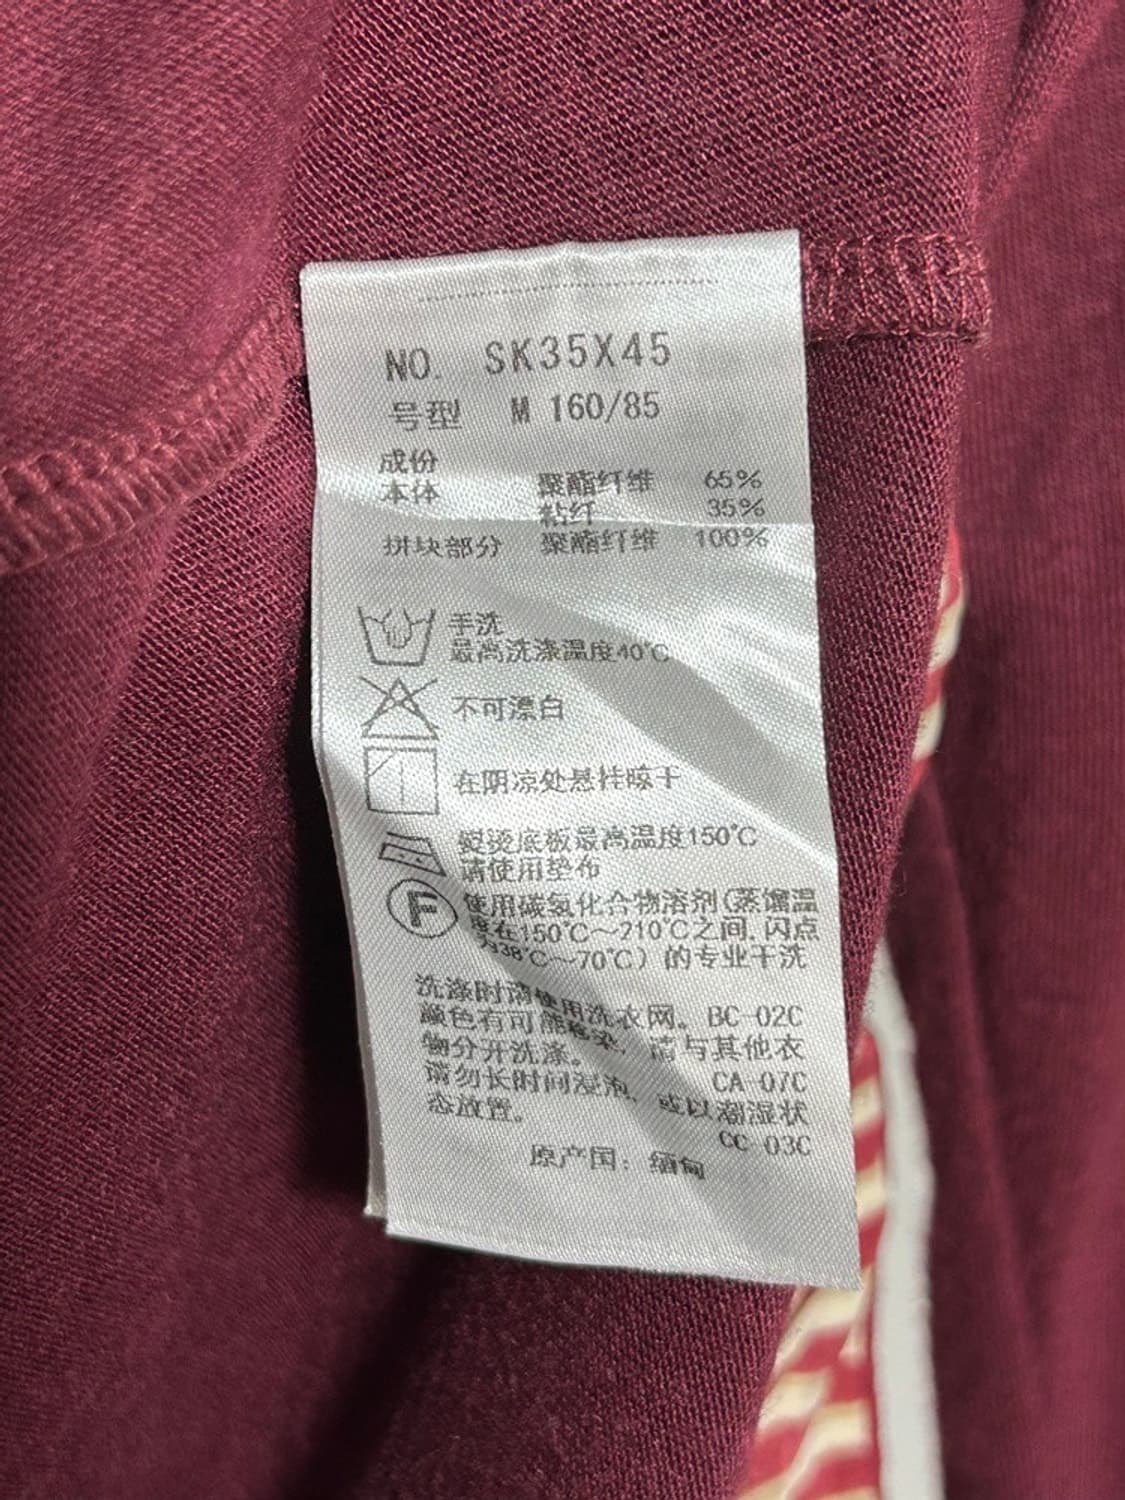 NO. SK35X45
号型 M 160/85
成份
本体 聚酯纤维 65%
粘纤 35%
拼块部分 聚酯纤维 100%
手洗
最高洗涤温度40℃
不可漂白
在阴凉处悬挂晾干
熨烫底板最高温度150℃
请使用垫布
F
使用碳氢化合物溶剂(蒸馏温
度在150℃～210℃之间,闪点
为38℃～70℃)的专业干洗
洗涤时请使用洗衣网。BC-02C
颜色有可能移染,请与其他衣
物分开洗涤。
CA-07C
请勿长时间浸泡,或以潮湿状
态放置。
CC-03C
原产国：缅甸